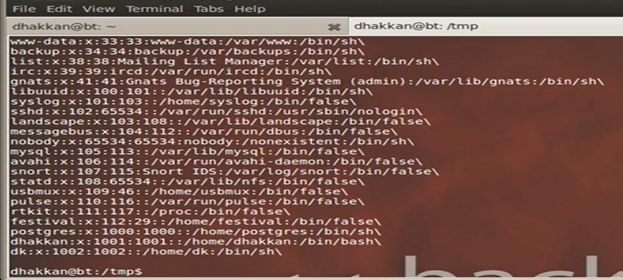 File Edit View Terminal Tabs Help
dhakkan@bt: ~
dhakkan@bt: /tmp
www-data:x:33:33:www-data:/var/www:/bin/sh\
backup:x:34:34:backup:/var/backups:/bin/sh\
list:x:38:38:Mailing List Manager:/var/list:/bin/sh\
irc:x:39:39:ircd:/var/run/ircd:/bin/sh\
gnats:x:41:41:Gnats Bug-Reporting System (admin):/var/lib/gnats:/bin/sh\
libuuid:x:100:101::/var/lib/libuuid:/bin/sh\
syslog:x:101:103::/home/syslog:/bin/false\
sshd:x:102:65534::/var/run/sshd:/usr/sbin/nologin\
landscape:x:103:108::/var/lib/landscape:/bin/false\
messagebus:x:104:112::/var/run/dbus:/bin/false\
nobody:x:65534:65534:nobody:/nonexistent:/bin/sh\
mysql:x:105:113::/var/lib/mysql:/bin/false\
avahi:x:106:114::/var/run/avahi-daemon:/bin/false\
snort:x:107:115:Snort IDS:/var/log/snort:/bin/false\
statd:x:108:65534::/var/lib/nfs:/bin/false\
usbmux:x:109:46::/home/usbmux:/bin/false\
pulse:x:110:116::/var/run/pulse:/bin/false\
rtkit:x:111:117::/proc:/bin/false\
festival:x:112:29::/home/festival:/bin/false\
postgres:x:1000:1000::/home/postgres:/bin/sh\
dhakkan:x:1001:1001::/home/dhakkan:/bin/bash\
dk:x:1002:1002::/home/dk:/bin/sh\
dhakkan@bt:/tmp$